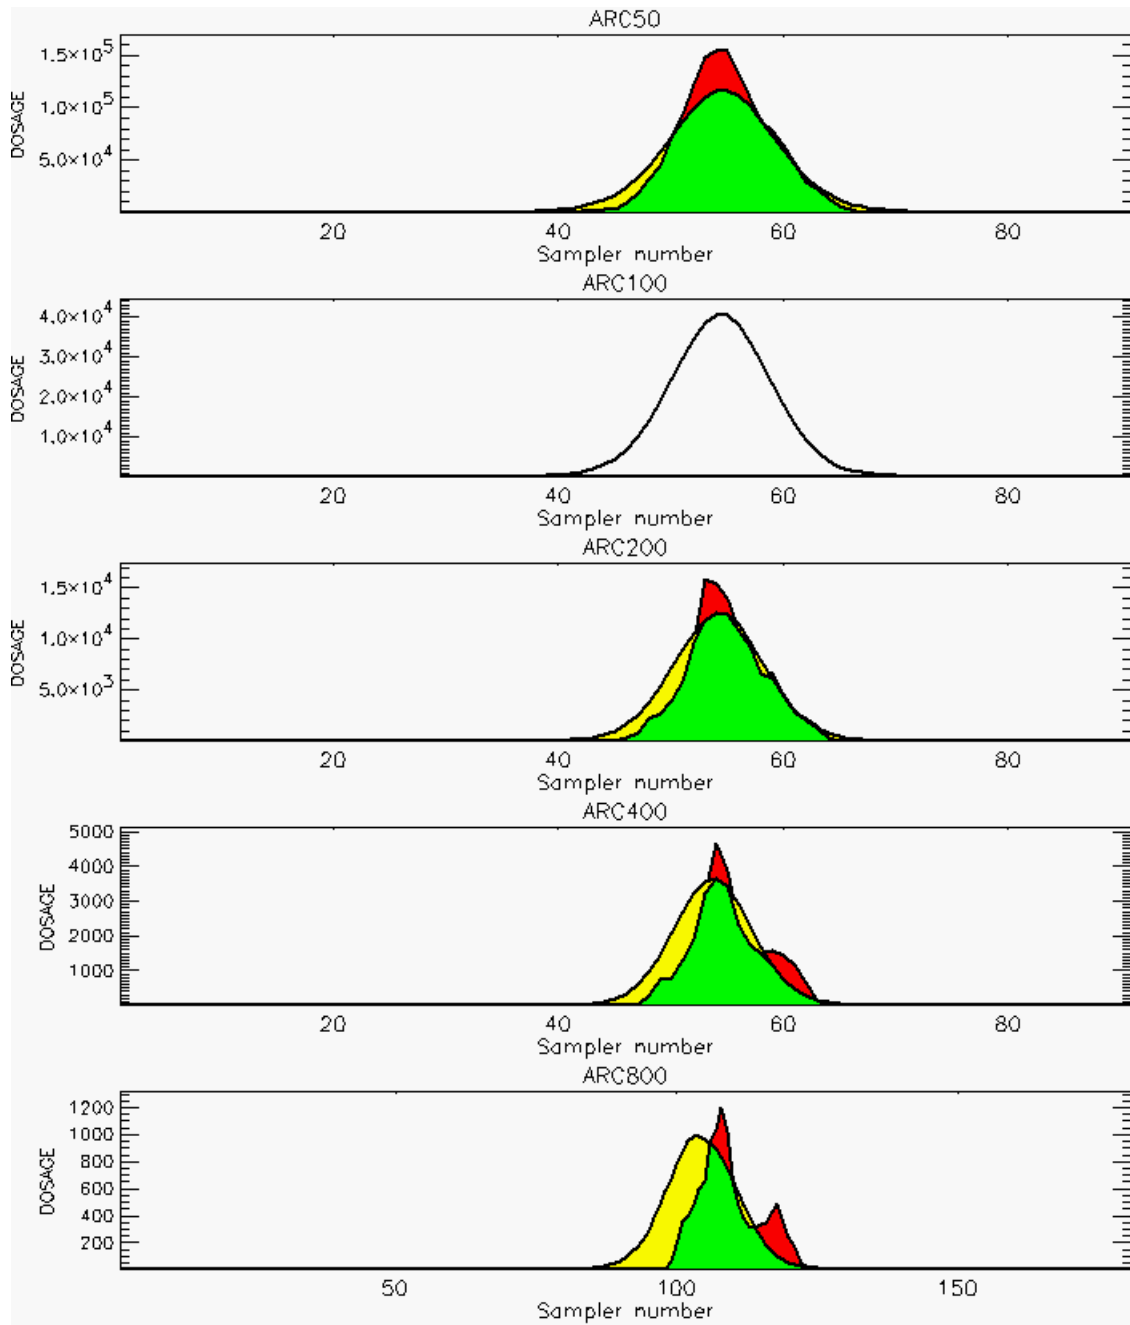 ARC50
1.5×10⁵
1.0×10⁵
5.0×10⁴
DOSAGE
20 40 60 80
Sampler number
ARC100
4.0×10⁴
3.0×10⁴
2.0×10⁴
1.0×10⁴
DOSAGE
20 40 60 80
Sampler number
ARC200
1.5×10⁴
1.0×10⁴
5.0×10³
DOSAGE
20 40 60 80
Sampler number
ARC400
5000
4000
3000
2000
1000
DOSAGE
20 40 60 80
Sampler number
ARC800
1200
1000
800
600
400
200
DOSAGE
50 100 150
Sampler number